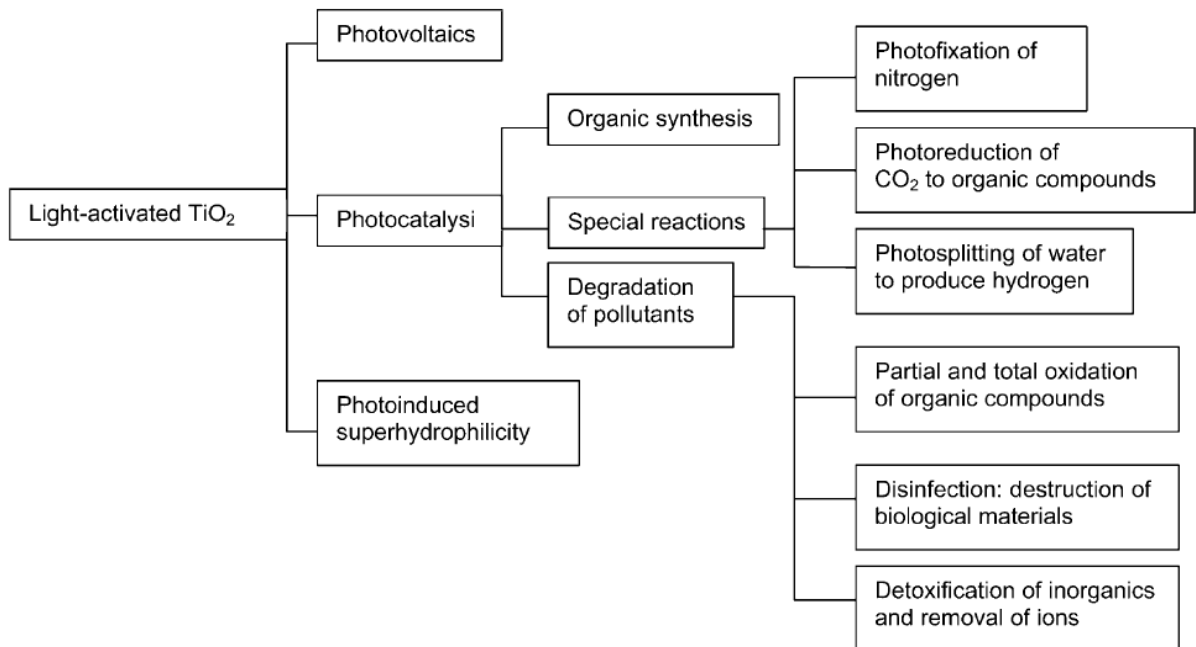 Light-activated TiO₂
Photovoltaics
Photocatalysi
Photoinduced
superhydrophilicity
Organic synthesis
Special reactions
Degradation
of pollutants
Photofixation of
nitrogen
Photoreduction of
CO₂ to organic compounds
Photosplitting of water
to produce hydrogen
Partial and total oxidation
of organic compounds
Disinfection: destruction of
biological materials
Detoxification of inorganics
and removal of ions